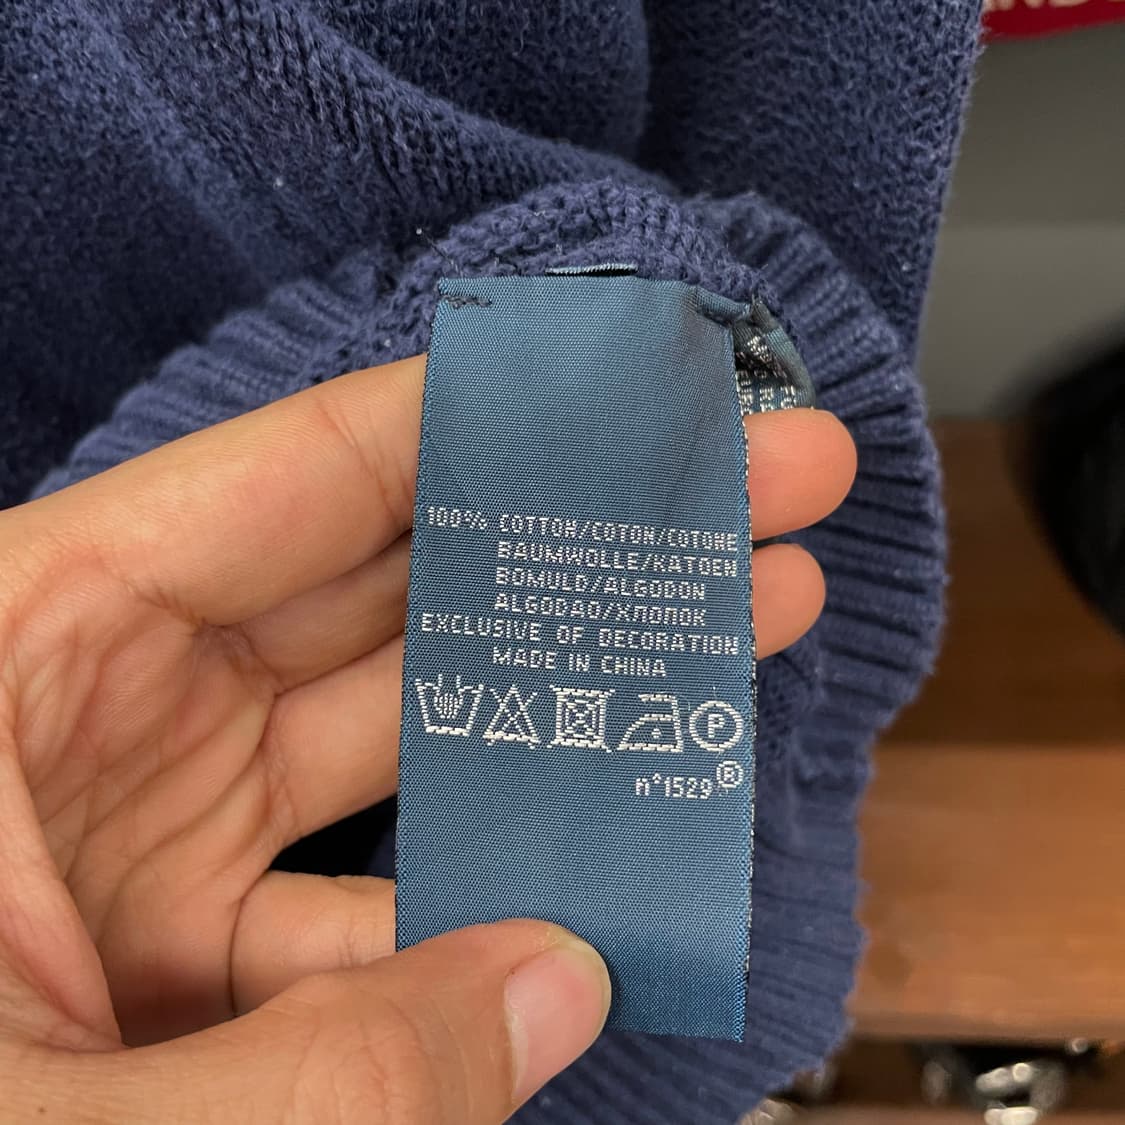 100% COTTON/COTON/COTONE
BAUMWOLLE/KATOEN
BOMULD/ALGODON
ALGODAO/ХЛОПОК
EXCLUSIVE OF DECORATION
MADE IN CHINA
P
n°1529®